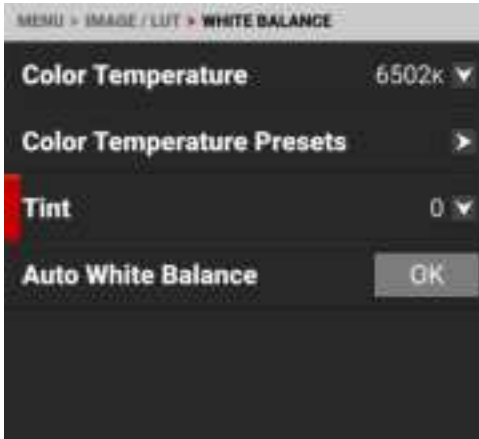 MENU > IMAGE / LUT > WHITE BALANCE
Color Temperature 6502K
Color Temperature Presets
Tint 0
Auto White Balance OK